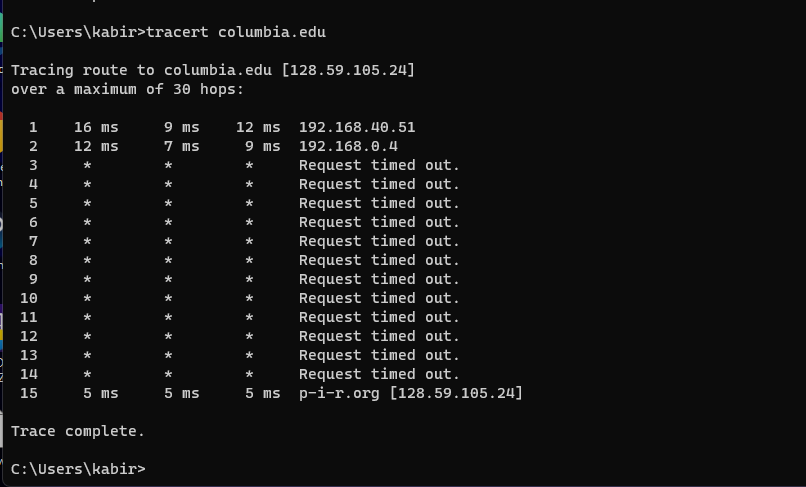 C:\Users\kabir>tracert columbia.edu
Tracing route to columbia.edu [128.59.105.24]
over a maximum of 30 hops:
1 16 ms 9 ms 12 ms 192.168.40.51
2 12 ms 7 ms 9 ms 192.168.0.4
3 * * * Request timed out.
4 * * * Request timed out.
5 * * * Request timed out.
6 * * * Request timed out.
7 * * * Request timed out.
8 * * * Request timed out.
9 * * * Request timed out.
10 * * * Request timed out.
11 * * * Request timed out.
12 * * * Request timed out.
13 * * * Request timed out.
14 * * * Request timed out.
15 5 ms 5 ms 5 ms p-i-r.org [128.59.105.24]
Trace complete.
C:\Users\kabir>